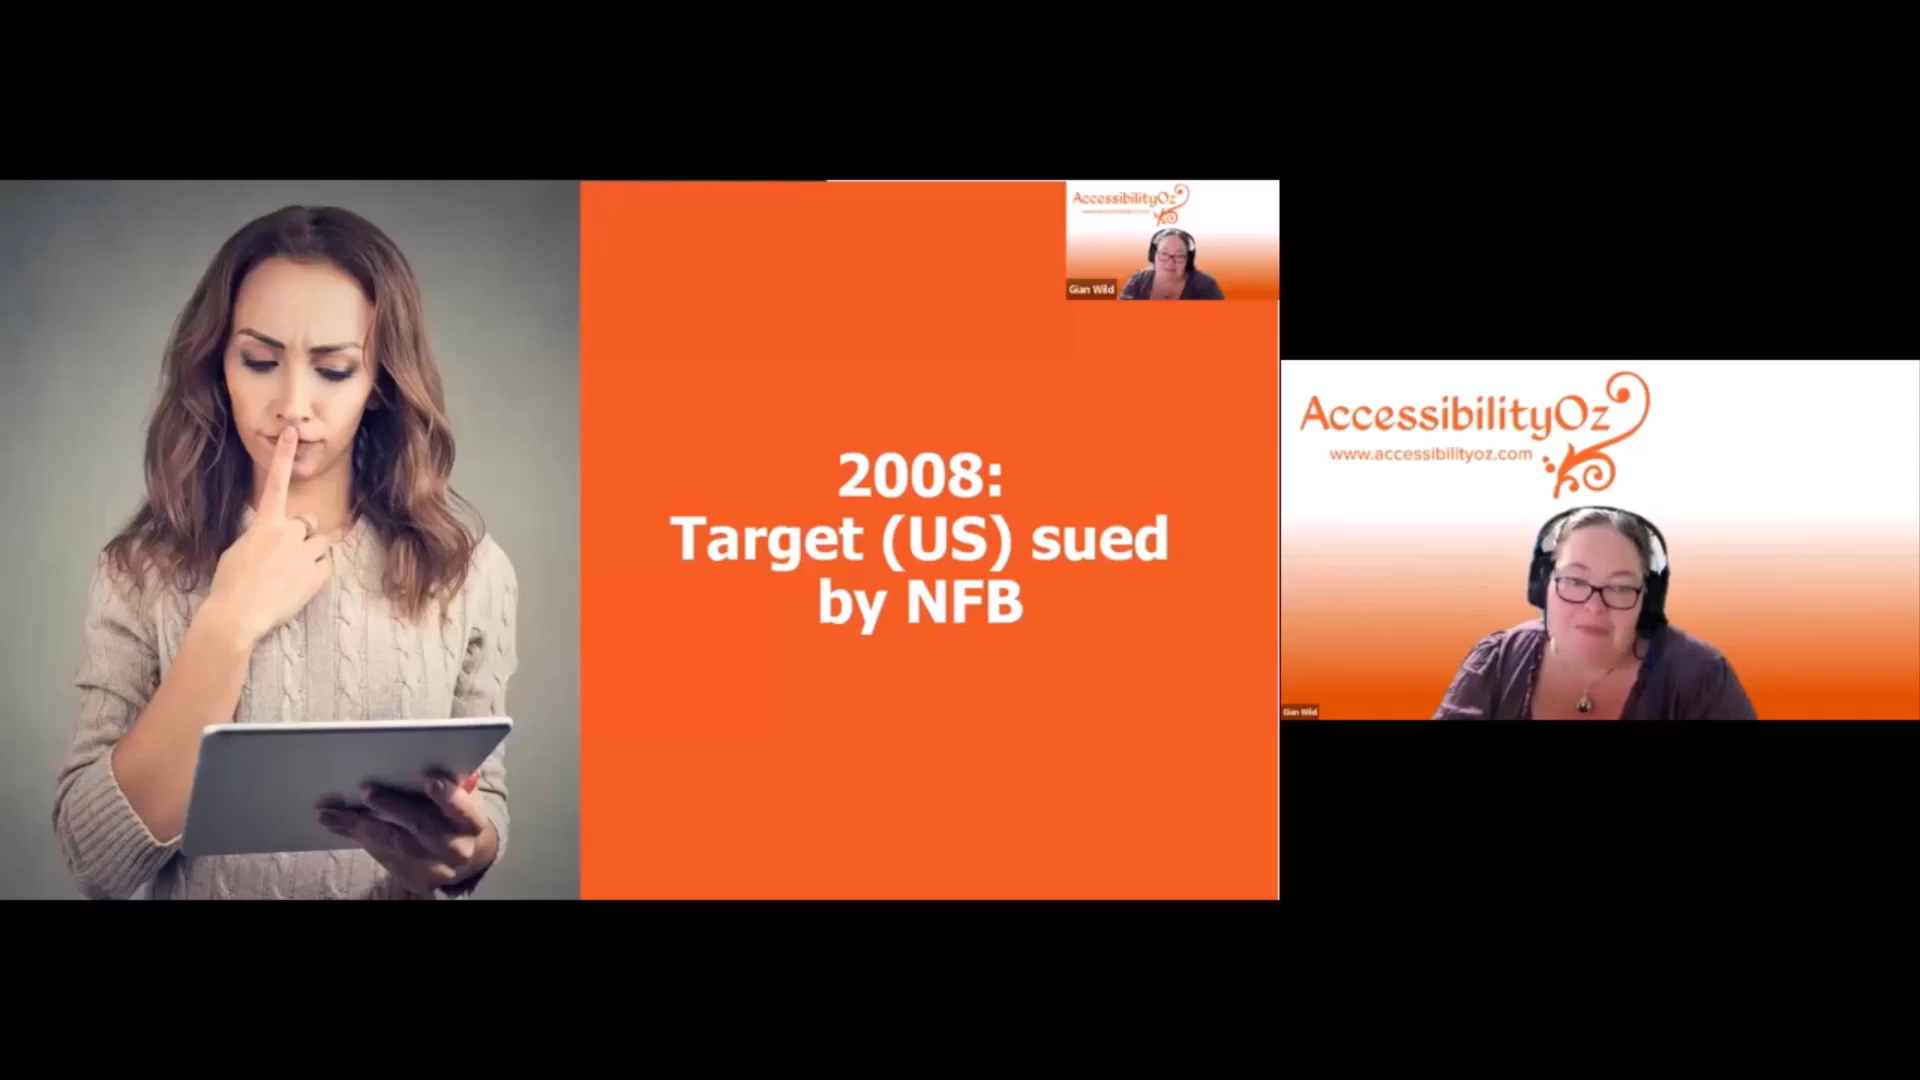 2008:
Target (US) sued
by NFB
AccessibilityOz
Gian Wild
AccessibilityOz
www.accessibilityoz.com
Gian Wild